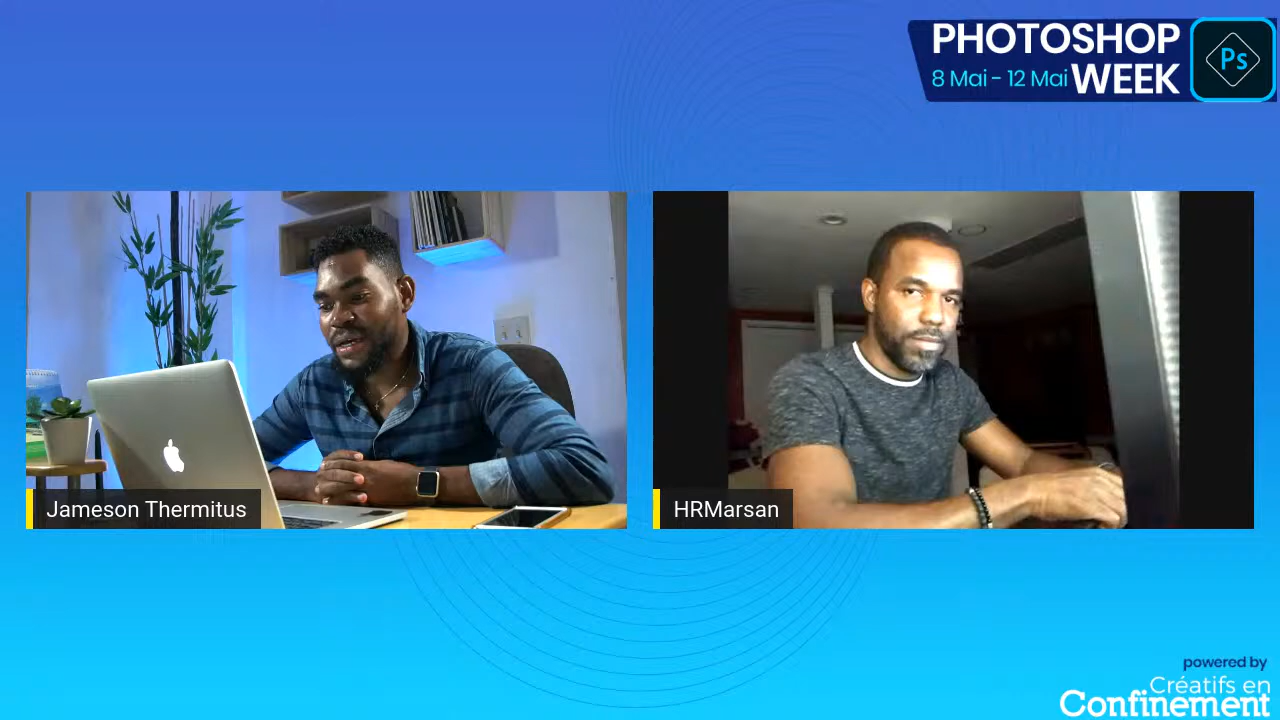 PHOTOSHOP
8 Mai - 12 Mai WEEK
Ps
Jameson Thermitus
HRMarsan
powered by
Créatifs en
Confinement